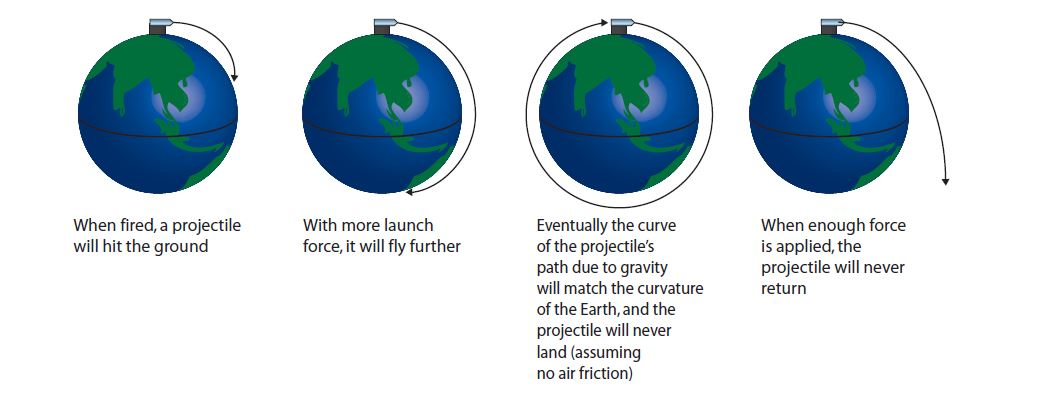 When fired, a projectile
will hit the ground
With more launch
force, it will fly further
Eventually the curve
of the projectile's
path due to gravity
will match the curvature
of the Earth, and the
projectile will never
land (assuming
no air friction)
When enough force
is applied, the
projectile will never
return